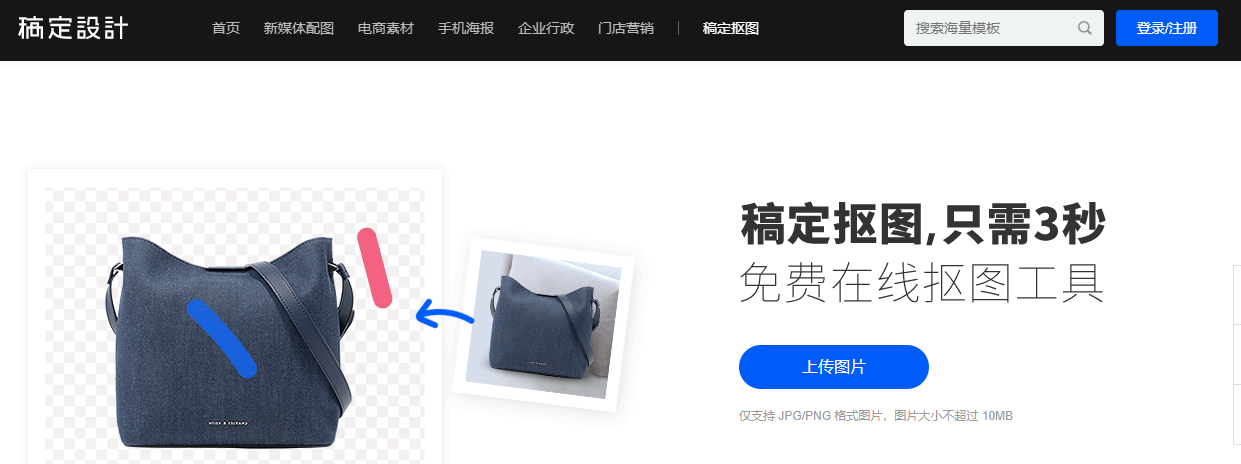 稿定設計
首页 新媒体配图 电商素材 手机海报 企业行政 门店营销 | 稿定抠图
搜索海量模板
登录/注册
稿定抠图,只需3秒
免费在线抠图工具
上传图片
仅支持 JPG/PNG 格式图片，图片大小不超过 10MB